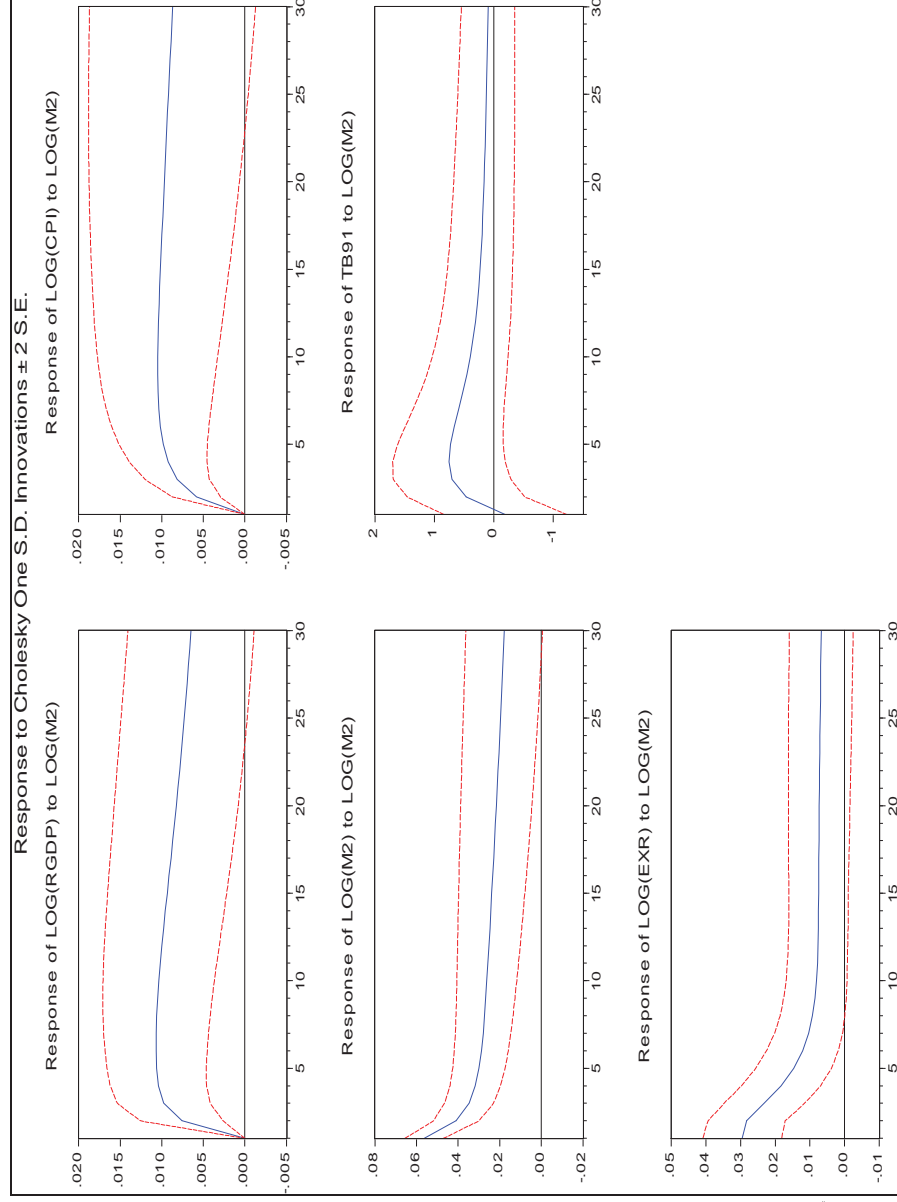 Response to Cholesky One S.D. Innovations ± 2 S.E.
Response of LOG(RGDP) to LOG(M2)
.020
.015
.010
.005
.000
-.005
5 10 15 20 25 30
Response of LOG(CPI) to LOG(M2)
.020
.015
.010
.005
.000
-.005
5 10 15 20 25 30
Response of LOG(M2) to LOG(M2)
.08
.06
.04
.02
.00
-.02
5 10 15 20 25 30
Response of TB91 to LOG(M2)
2
1
0
-1
5 10 15 20 25 30
Response of LOG(EXR) to LOG(M2)
.05
.04
.03
.02
.01
.00
-.01
5 10 15 20 25 30